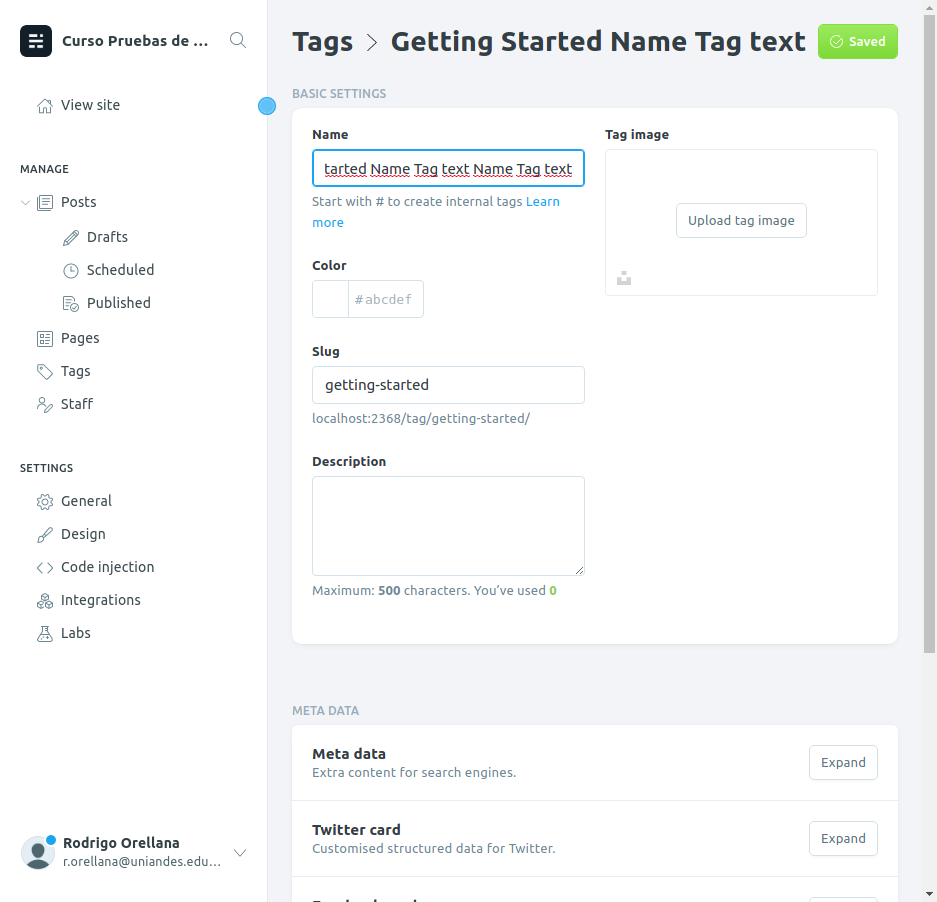 Curso Pruebas de ...
View site
MANAGE
Posts
Drafts
Scheduled
Published
Pages
Tags
Staff
SETTINGS
General
Design
Code injection
Integrations
Labs
Rodrigo Orellana
r.orellana@uniandes.edu...
Tags > Getting Started Name Tag text
Saved
BASIC SETTINGS
Name
tarted Name Tag text Name Tag text
Start with # to create internal tags Learn
more
Color
#abcdef
Slug
getting-started
localhost:2368/tag/getting-started/
Description
Maximum: 500 characters. You’ve used 0
Tag image
Upload tag image
META DATA
Meta data
Extra content for search engines.
Expand
Twitter card
Customised structured data for Twitter.
Expand